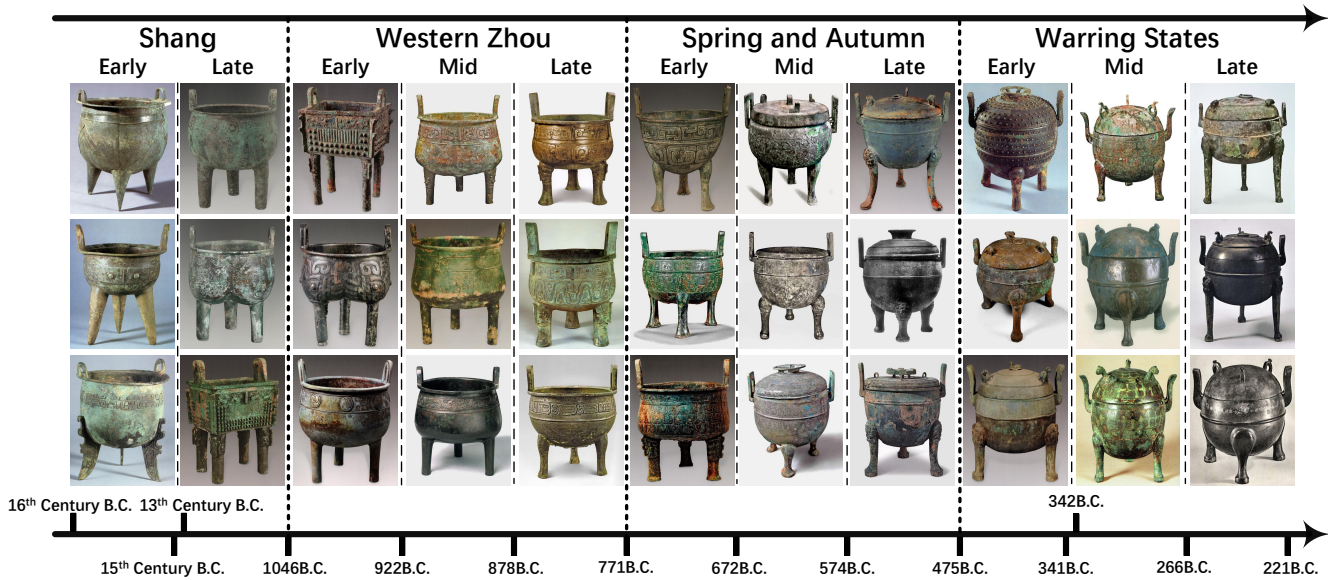 Shang Western Zhou Spring and Autumn Warring States
Early Late Early Mid Late Early Mid Late Early Mid Late
16th Century B.C. 13th Century B.C. 342B.C.
15th Century B.C. 1046B.C. 922B.C. 878B.C. 771B.C. 672B.C. 574B.C. 475B.C. 341B.C. 266B.C. 221B.C.